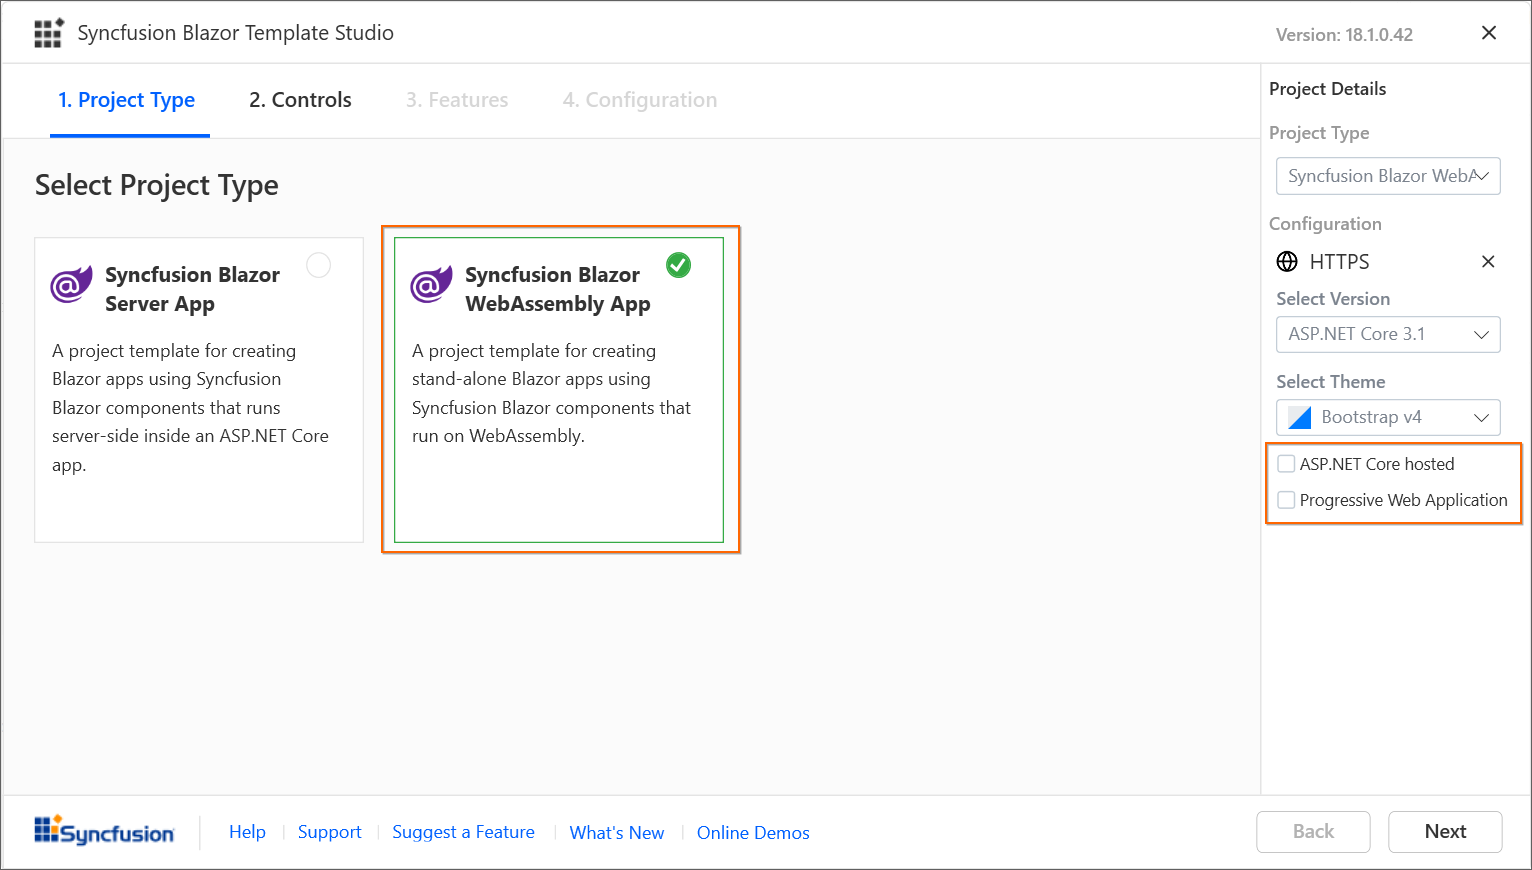 Syncfusion Blazor Template Studio
Version: 18.1.0.42
1. Project Type
2. Controls
3. Features
4. Configuration
Select Project Type
Syncfusion Blazor
Server App
A project template for creating
Blazor apps using Syncfusion
Blazor components that runs
server-side inside an ASP.NET Core
app.
Syncfusion Blazor
WebAssembly App
A project template for creating
stand-alone Blazor apps using
Syncfusion Blazor components that
run on WebAssembly.
Project Details
Project Type
Syncfusion Blazor WebA
Configuration
HTTPS
Select Version
ASP.NET Core 3.1
Select Theme
Bootstrap v4
ASP.NET Core hosted
Progressive Web Application
Syncfusion
Help
Support
Suggest a Feature
What's New
Online Demos
Back
Next